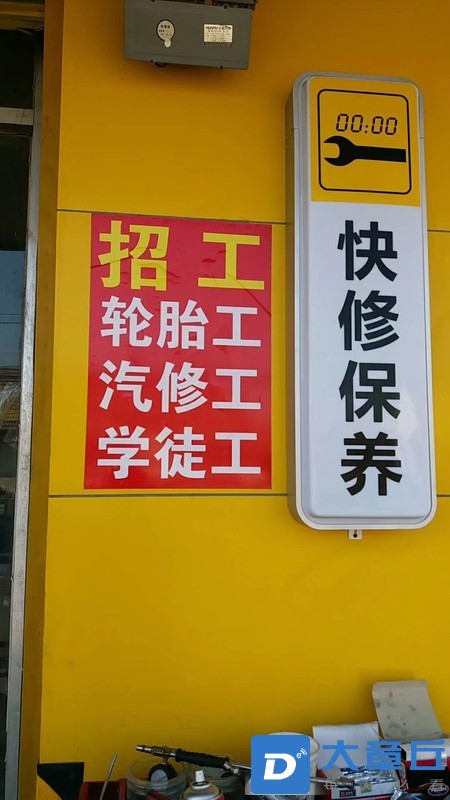 招工
轮胎工
汽修工
学徒工
00:00
快修保养
大章丘